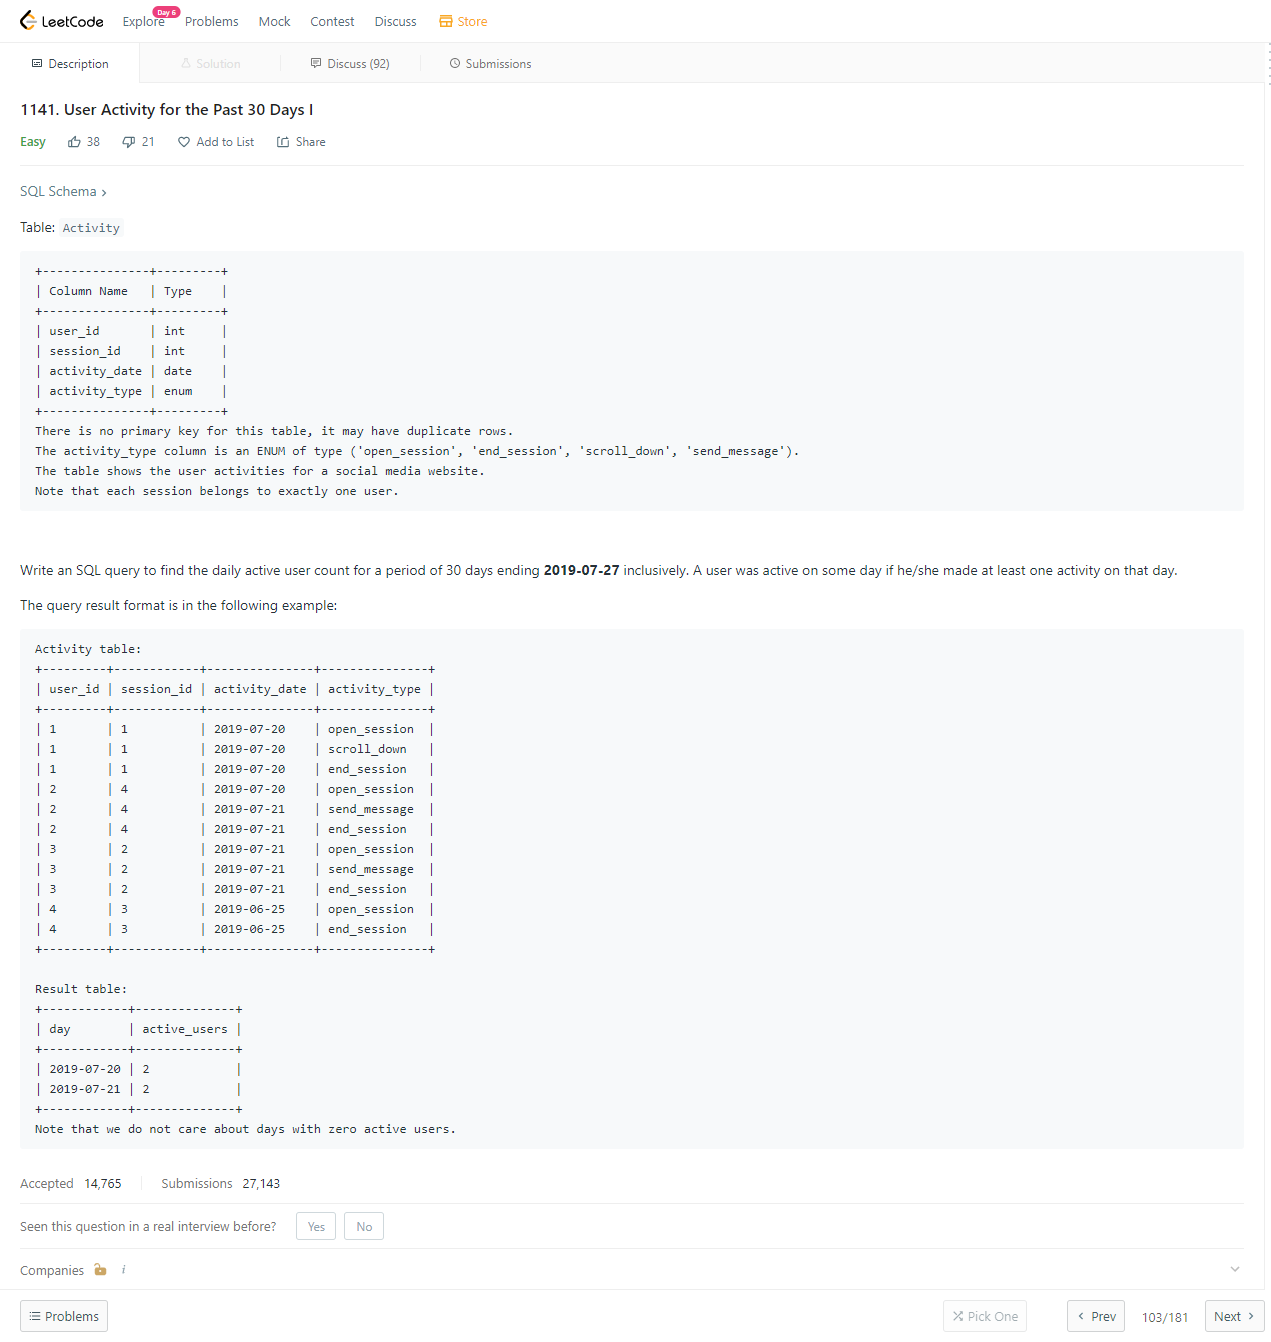 LeetCode Explore Day 6 Problems Mock Contest Discuss Store
Description Solution Discuss (92) Submissions
1141. User Activity for the Past 30 Days I
Easy 38 21 Add to List Share
SQL Schema ›
Table: Activity
+---------------+---------+
| Column Name   | Type    |
+---------------+---------+
| user_id       | int     |
| session_id    | int     |
| activity_date | date    |
| activity_type | enum    |
+---------------+---------+
There is no primary key for this table, it may have duplicate rows.
The activity_type column is an ENUM of type ('open_session', 'end_session', 'scroll_down', 'send_message').
The table shows the user activities for a social media website.
Note that each session belongs to exactly one user.
Write an SQL query to find the daily active user count for a period of 30 days ending 2019-07-27 inclusively. A user was active on some day if he/she made at least one activity on that day.
The query result format is in the following example:
Activity table:
+---------+------------+---------------+---------------+
| user_id | session_id | activity_date | activity_type |
+---------+------------+---------------+---------------+
| 1       | 1          | 2019-07-20    | open_session  |
| 1       | 1          | 2019-07-20    | scroll_down   |
| 1       | 1          | 2019-07-20    | end_session   |
| 2       | 4          | 2019-07-20    | open_session  |
| 2       | 4          | 2019-07-21    | send_message  |
| 2       | 4          | 2019-07-21    | end_session   |
| 3       | 2          | 2019-07-21    | open_session  |
| 3       | 2          | 2019-07-21    | send_message  |
| 3       | 2          | 2019-07-21    | end_session   |
| 4       | 3          | 2019-06-25    | open_session  |
| 4       | 3          | 2019-06-25    | end_session   |
+---------+------------+---------------+---------------+
Result table:
+------------+--------------+
| day        | active_users |
+------------+--------------+
| 2019-07-20 | 2            |
| 2019-07-21 | 2            |
+------------+--------------+
Note that we do not care about days with zero active users.
Accepted 14,765 Submissions 27,143
Seen this question in a real interview before? Yes No
Companies i
Problems Pick One ‹ Prev 103/181 Next ›